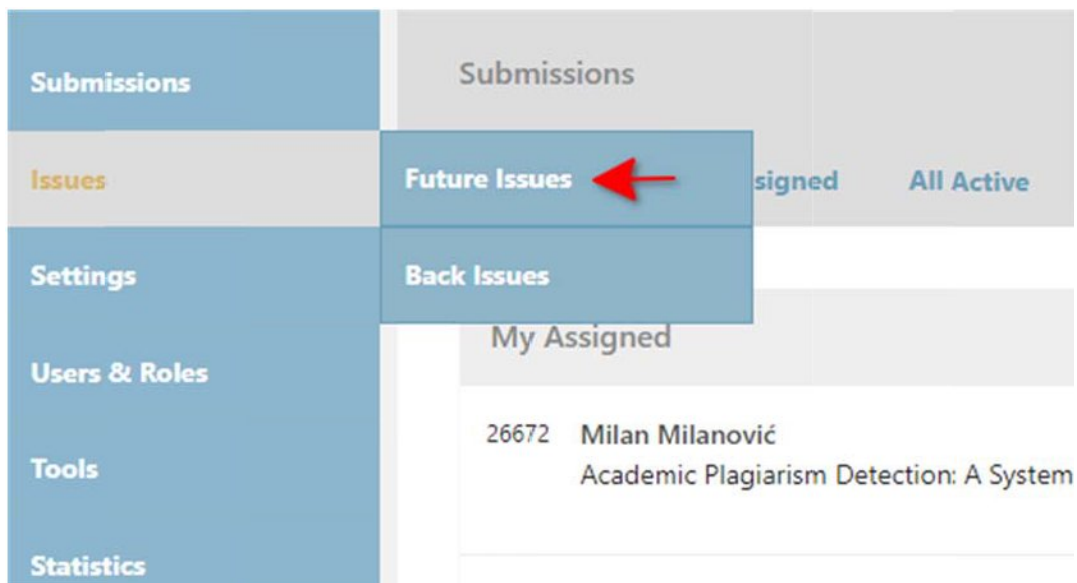 Submissions
Issues
Settings
Users & Roles
Tools
Statistics
Future Issues
Back Issues
Submissions
All Active
My Assigned
26672 Milan Milanović
Academic Plagiarism Detection: A System